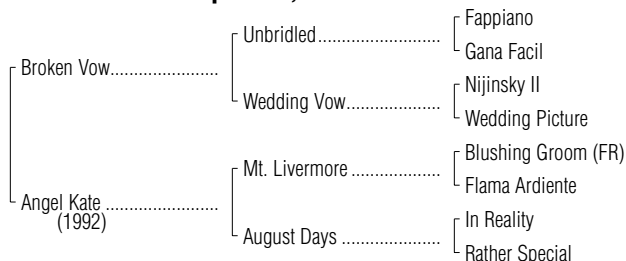 Fappiano
Unbridled
Gana Facil
Broken Vow
Nijinsky II
Wedding Vow
Wedding Picture
Blushing Groom (FR)
Mt. Livermore
Flama Ardiente
Angel Kate
(1992)
In Reality
August Days
Rather Special